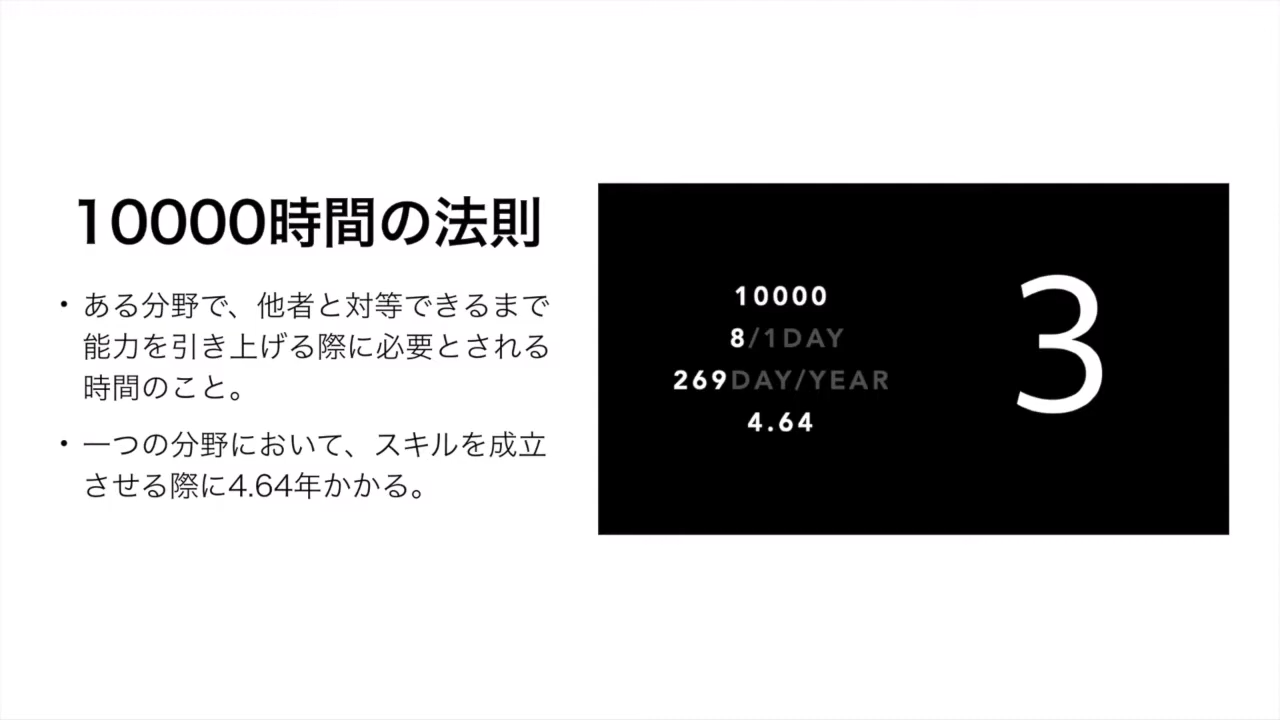 10000時間の法則
・ある分野で、他者と対等できるまで
能力を引き上げる際に必要とされる
時間のこと。
・一つの分野において、スキルを成立
させる際に4.64年かかる。
10000
8/1DAY
269DAY/YEAR
4.64
3